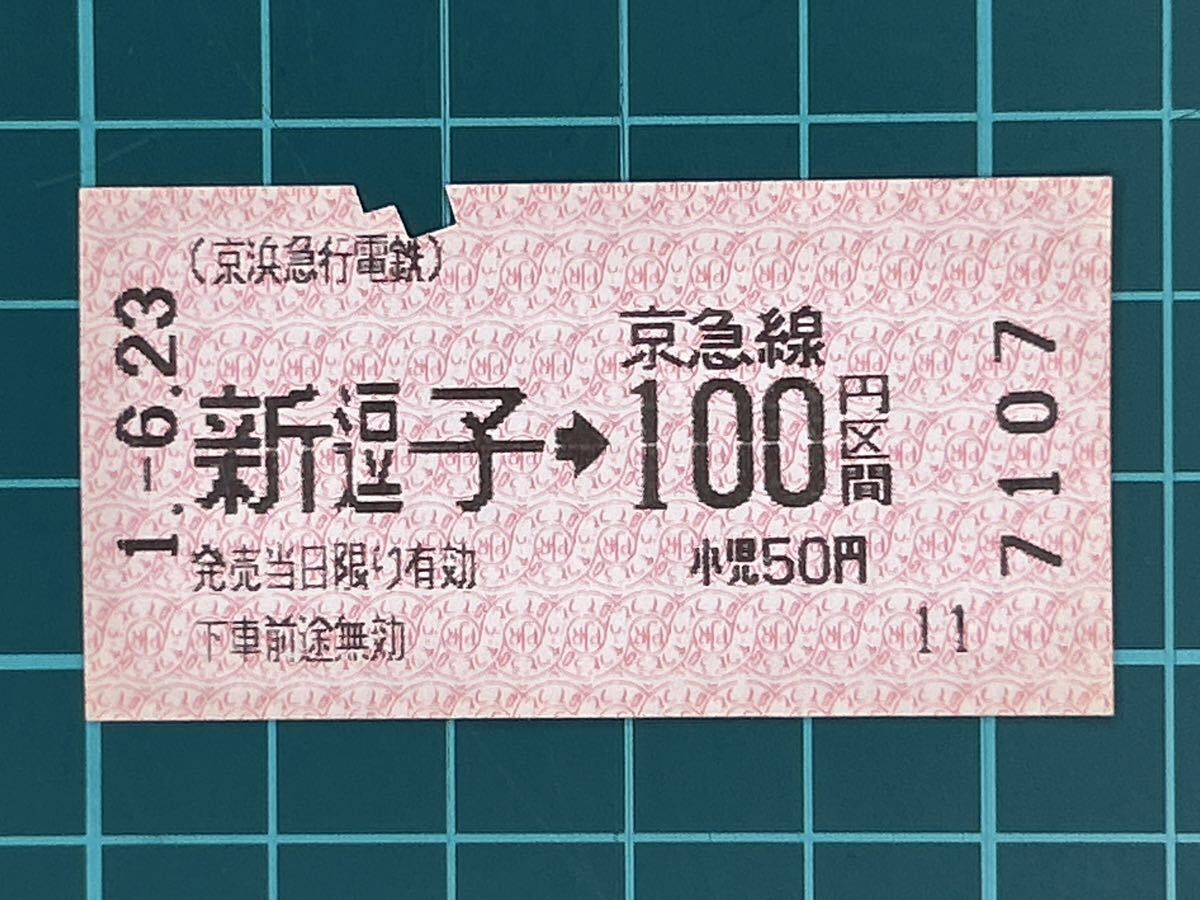 (京浜急行電鉄)
1.-6.23
京急線
新逗子➔100円区間
発売当日限り有効
小児50円
下車前途無効
11
7107